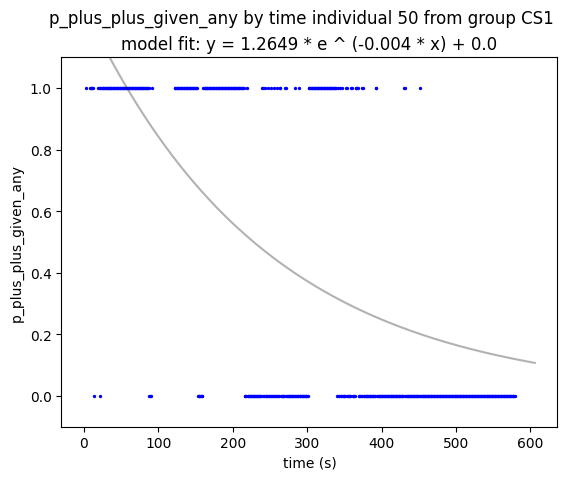 p_plus_plus_given_any by time individual 50 from group CS1
model fit: y = 1.2649 * e ^ (-0.004 * x) + 0.0
1.0
0.8
0.6
0.4
0.2
0.0
p_plus_plus_given_any
0 100 200 300 400 500 600
time (s)